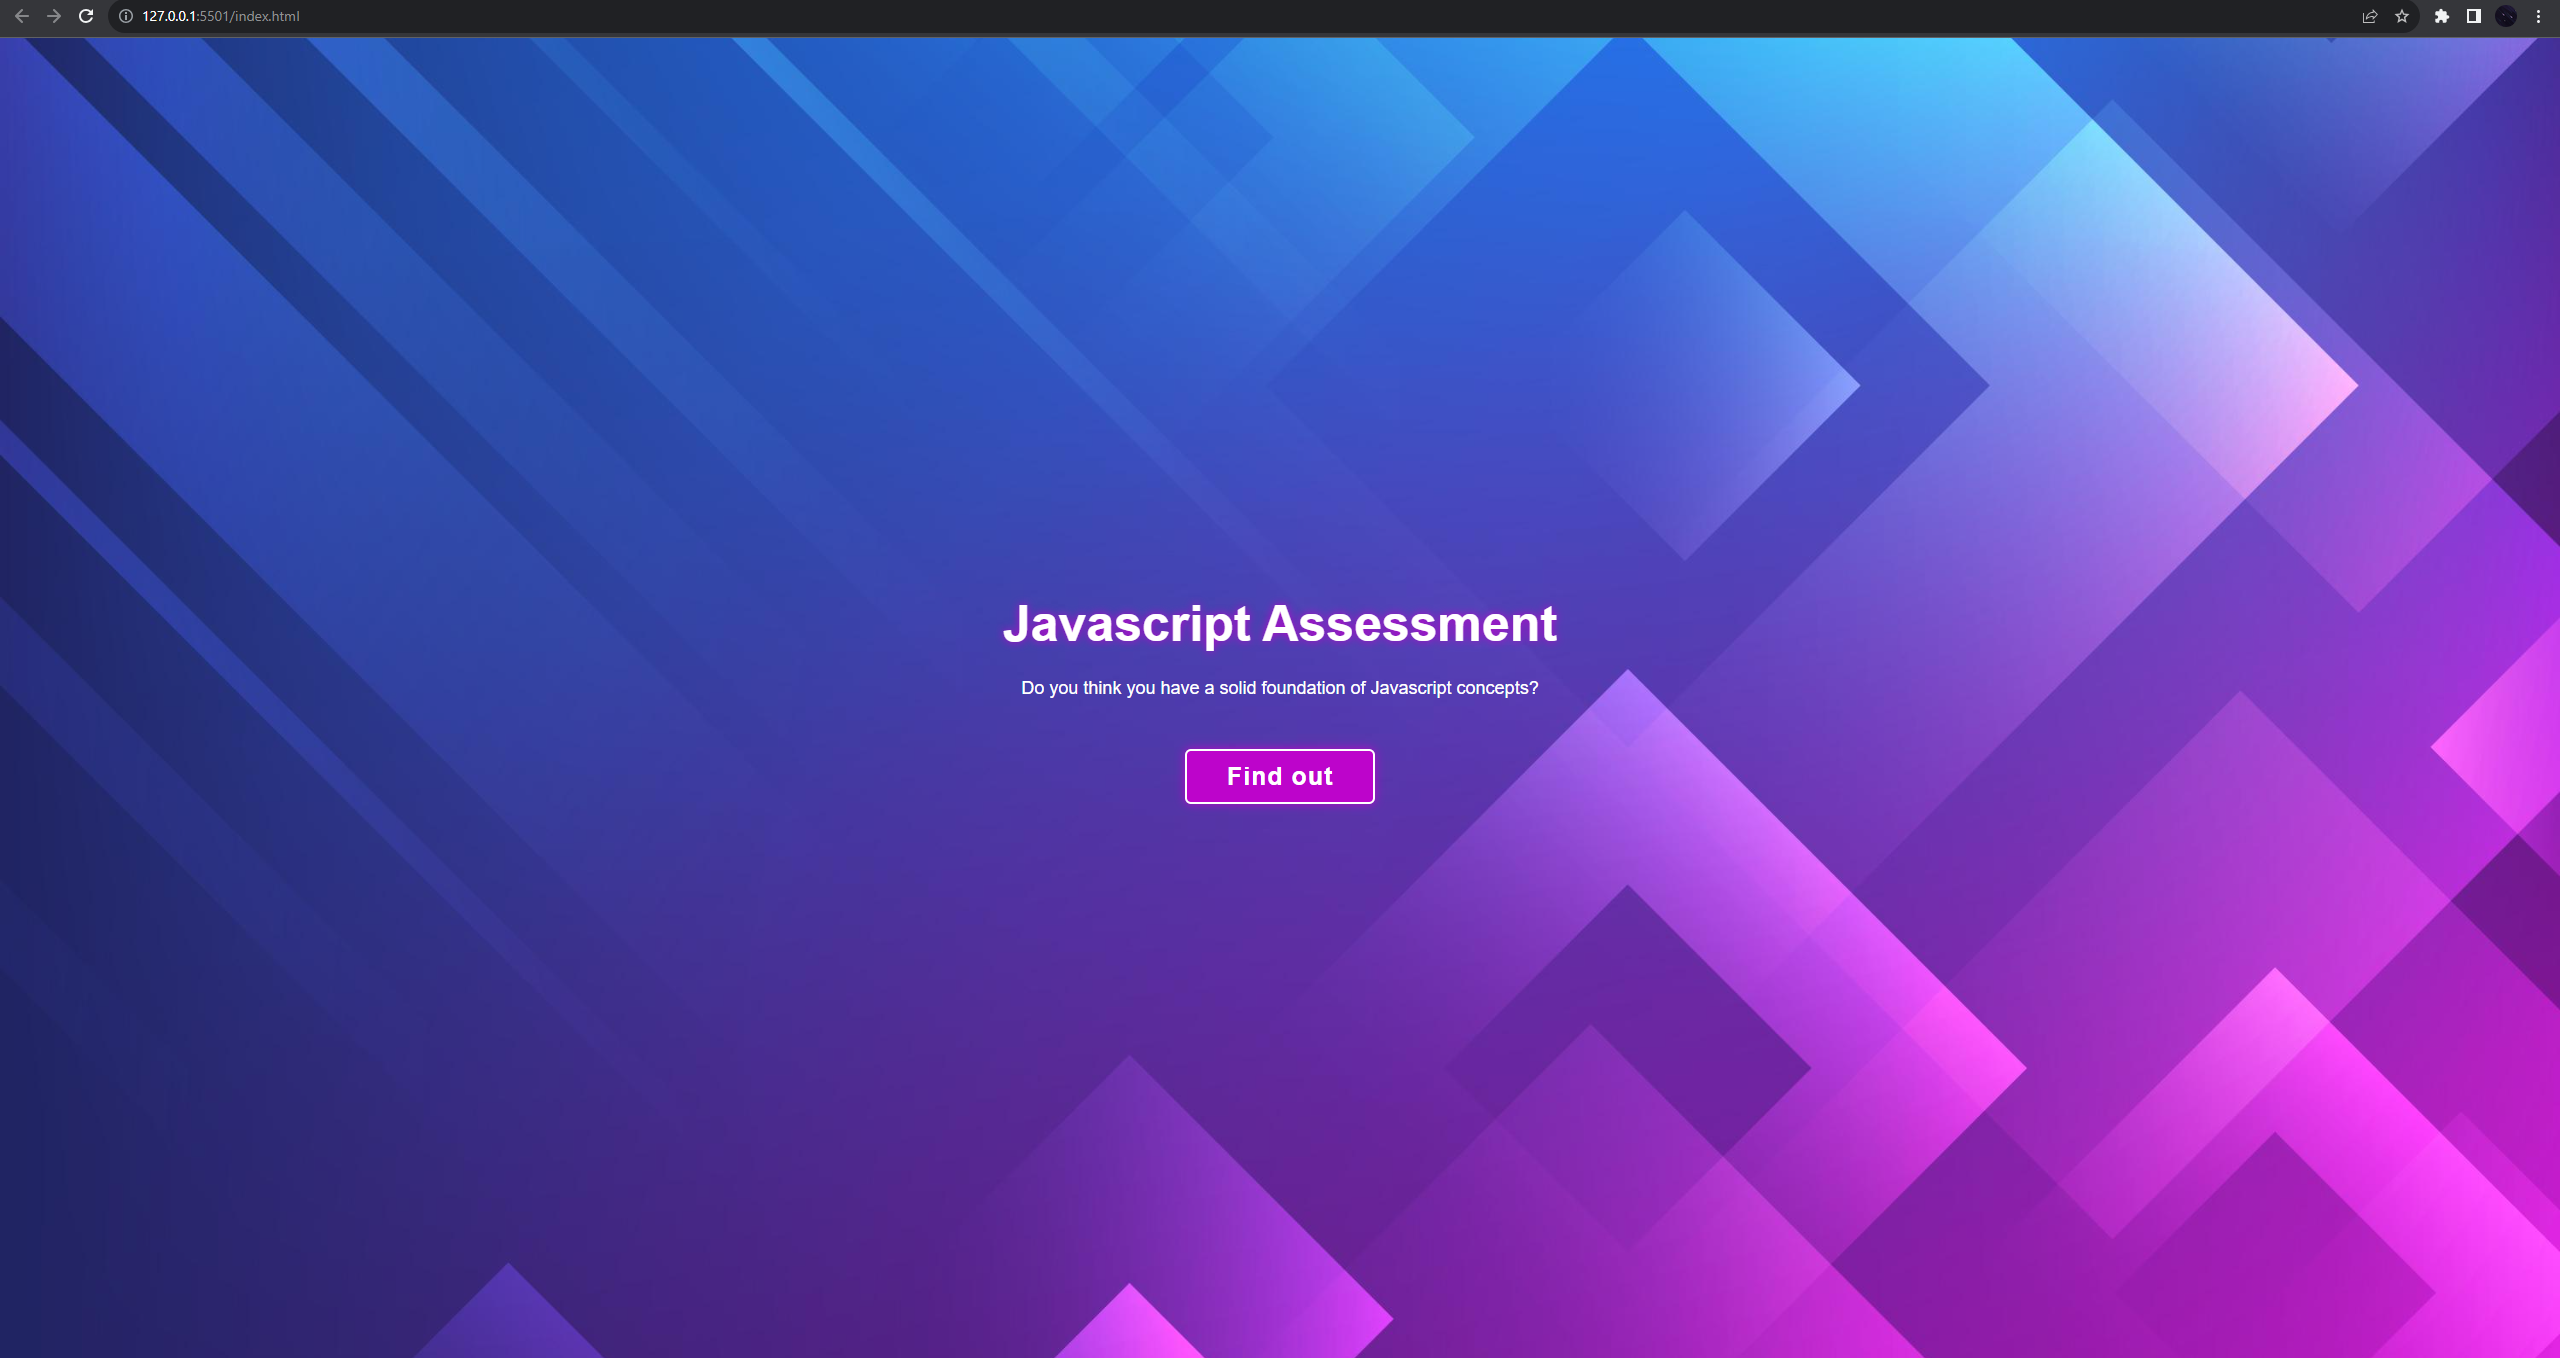 127.0.0.1:5501/index.html
Javascript Assessment
Do you think you have a solid foundation of Javascript concepts?
Find out